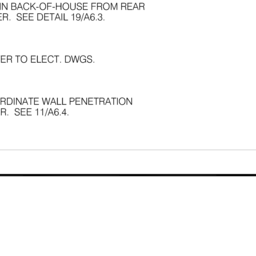 IN BACK-OF-HOUSE FROM REAR
ER. SEE DETAIL 19/A6.3.
ER TO ELECT. DWGS.
RDINATE WALL PENETRATION
R. SEE 11/A6.4.